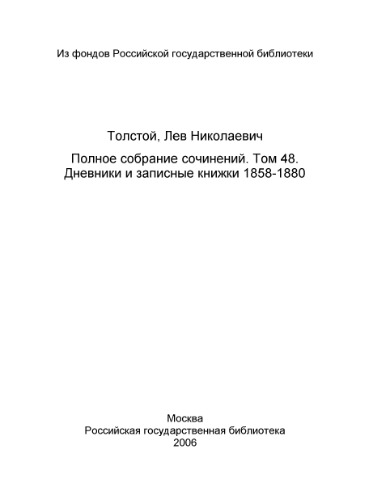 Из фондов Российской государственной библиотеки
Толстой, Лев Николаевич
Полное собрание сочинений. Том 48.
Дневники и записные книжки 1858-1880
Москва
Российская государственная библиотека
2006